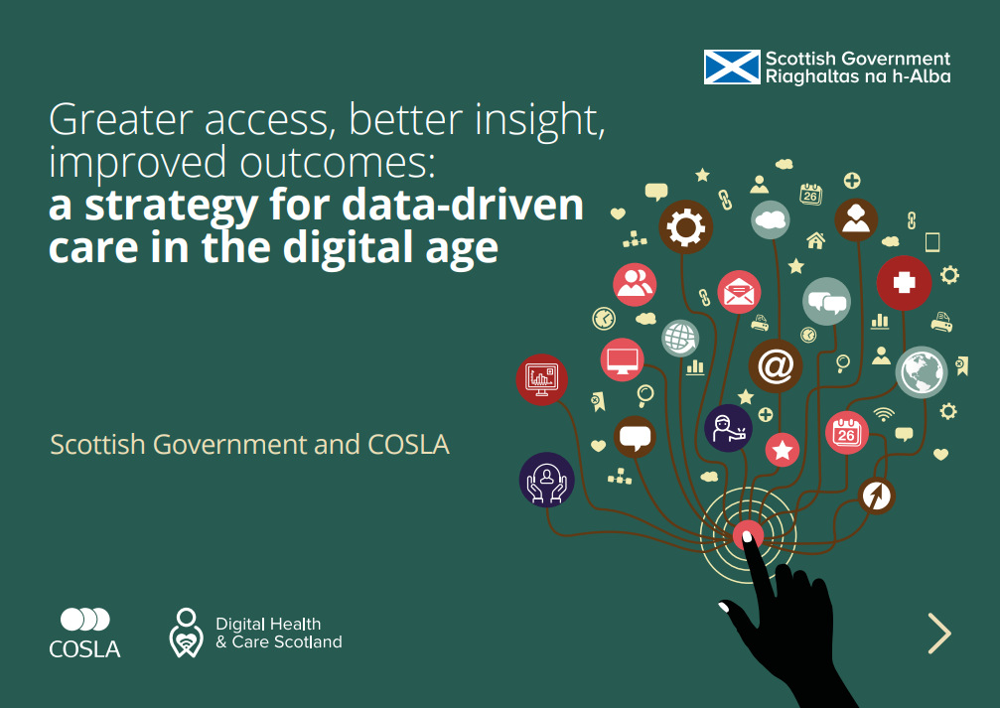 Scottish Government
Riaghaltas na h-Alba
Greater access, better insight,
improved outcomes:
a strategy for data-driven
care in the digital age
26
@
26
Scottish Government and COSLA
COSLA
Digital Health
& Care Scotland